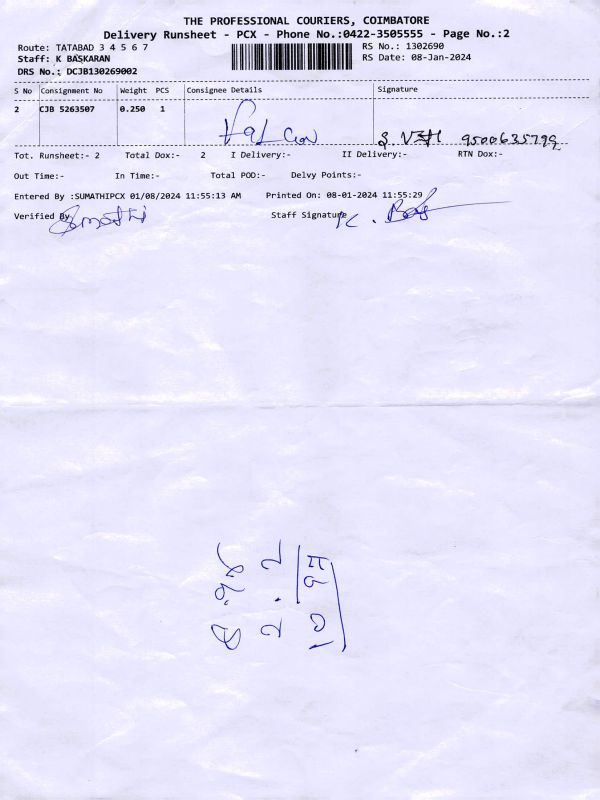 THE PROFESSIONAL COURIERS, COIMBATORE
Delivery Runsheet - PCX - Phone No.:0422-3505555 - Page No.:2
Route: TATABAD 3 4 5 6 7 RS No.: 1302690
Staff: K BASKARAN RS Date: 08-Jan-2024
DRS No.: DCJB130269002
S No Consignment No Weight PCS Consignee Details Signature
2 CJB 5263507 0.250 1 9500635799
Tot. Runsheet:- 2 Total Dox:- 2 I Delivery:- II Delivery:- RTN Dox:-
Out Time:- In Time:- Total POD:- Delvy Points:-
Entered By :SUMATHIPCX 01/08/2024 11:55:13 AM Printed On: 08-01-2024 11:55:29
Verified By Sumathi Staff Signature K. Bas